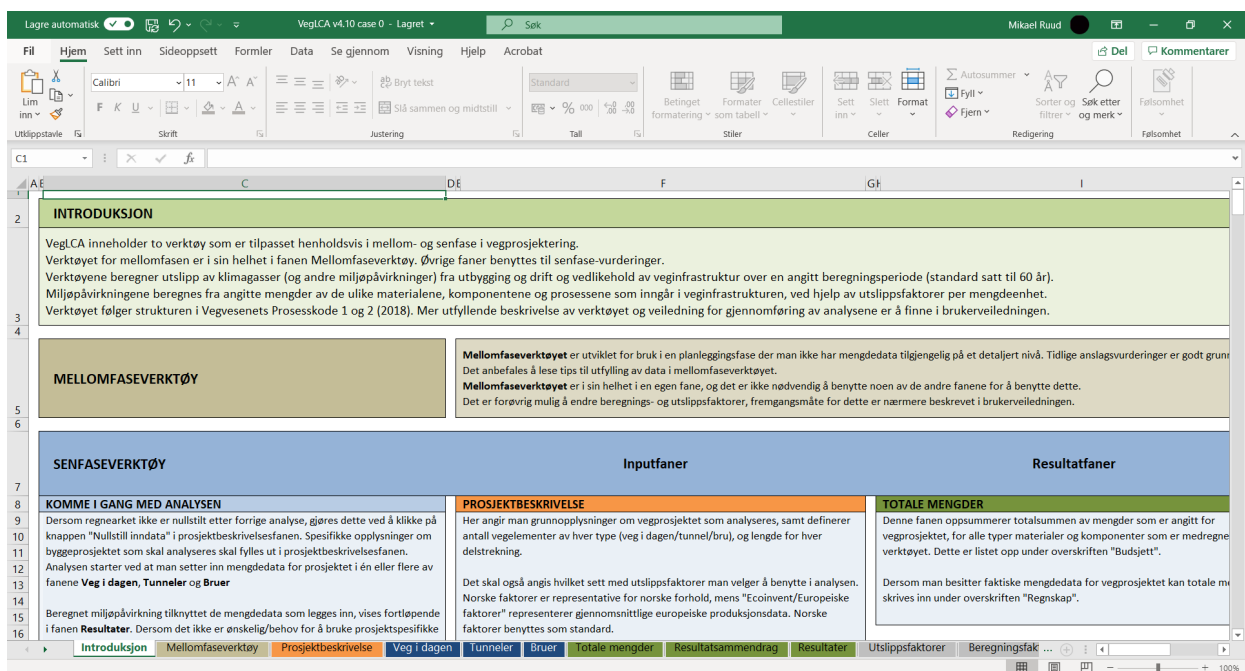 Lagre automatisk
VegLCA v4.10 case 0 - Lagret
Søk
Mikael Ruud
Fil Hjem Sett inn Sideoppsett Formler Data Se gjennom Visning Hjelp Acrobat
Del Kommentarer
Lim inn
Calibri 11 A A
F K U A
Bryt tekst
Slå sammen og midtstill
Standard
% 000
Betinget formatering
Formater som tabell
Cellestiler
Sett inn
Slett
Format
Autosummer
Fyll
Fjern
Sorter og filtrer
Søk etter og merk
Følsomhet
Utklippstavle Skrift Justering Tall Stiler Celler Redigering Følsomhet
C1 fx
C F I
2 INTRODUKSJON
VegLCA inneholder to verktøy som er tilpasset henholdsvis i mellom- og senfase i vegprosjektering.
Verktøyet for mellomfasen er i sin helhet i fanen Mellomfaseverktøy. Øvrige faner benyttes til senfase-vurderinger.
Verktøyene beregner utslipp av klimagasser (og andre miljøpåvirkninger) fra utbygging og drift og vedlikehold av veginfrastruktur over en angitt beregningsperiode (standard satt til 60 år).
Miljøpåvirkningene beregnes fra angitte mengder av de ulike materialene, komponentene og prosessene som inngår i veginfrastrukturen, ved hjelp av utslippsfaktorer per mengdeenhet.
3 Verktøyet følger strukturen i Vegvesenets Prosesskode 1 og 2 (2018). Mer utfyllende beskrivelse av verktøyet og veiledning for gjennomføring av analysene er å finne i brukerveiledningen.
4
MELLOMFASEVERKTØY
Mellomfaseverktøyet er utviklet for bruk i en planleggingsfase der man ikke har mengdedata tilgjengelig på et detaljert nivå. Tidlige anslagsvurderinger er godt grunn
Det anbefales å lese tips til utfylling av data i mellomfaseverktøyet.
Mellomfaseverktøyet er i sin helhet i en egen fane, og det er ikke nødvendig å benytte noen av de andre fanene for å benytte dette.
Det er forøvrig mulig å endre beregnings- og utslippsfaktorer, fremgangsmåte for dette er nærmere beskrevet i brukerveiledningen.
5
6
SENFASEVERKTØY Inputfaner Resultatfaner
7
8 KOMME I GANG MED ANALYSEN
9 Dersom regnearket ikke er nullstilt etter forrige analyse, gjøres dette ved å klikke på
10 knappen "Nullstill inndata" i prosjektbeskrivelsesfanen. Spesifikke opplysninger om
11 byggeprosjektet som skal analyseres skal fylles ut i prosjektbeskrivelsesfanen.
12 Analysen starter ved at man setter inn mengdedata for prosjektet i én eller flere av
13 fanene Veg i dagen, Tunneler og Bruer
14
15 Beregnet miljøpåvirkning tilknyttet de mengdedata som legges inn, vises fortløpende
16 i fanen Resultater. Dersom det ikke er ønskelig/behov for å bruke prosjektspesifikke
PROSJEKTBESKRIVELSE
Her angir man grunnopplysninger om vegprosjektet som analyseres, samt definerer
antall vegelementer av hver type (veg i dagen/tunnel/bru), og lengde for hver
delstrekning.
Det skal også angis hvilket sett med utslippsfaktorer man velger å benytte i analysen.
Norske faktorer er representative for norske forhold, mens "Ecoinvent/Europeiske
faktorer" representerer gjennomsnittlige europeiske produksjonsdata. Norske
faktorer benyttes som standard.
TOTALE MENGDER
Denne fanen oppsummerer totalsummen av mengder som er angitt for
vegprosjektet, for alle typer materialer og komponenter som er medregne
verktøyet. Dette er listet opp under overskriften "Budsjett".
Dersom man besitter faktiske mengdedata for vegprosjektet kan totale me
skrives inn under overskriften "Regnskap".
Introduksjon Mellomfaseverktøy Prosjektbeskrivelse Veg i dagen Tunneler Bruer Totale mengder Resultatsammendrag Resultater Utslippsfaktorer Beregningsfak ...
100%